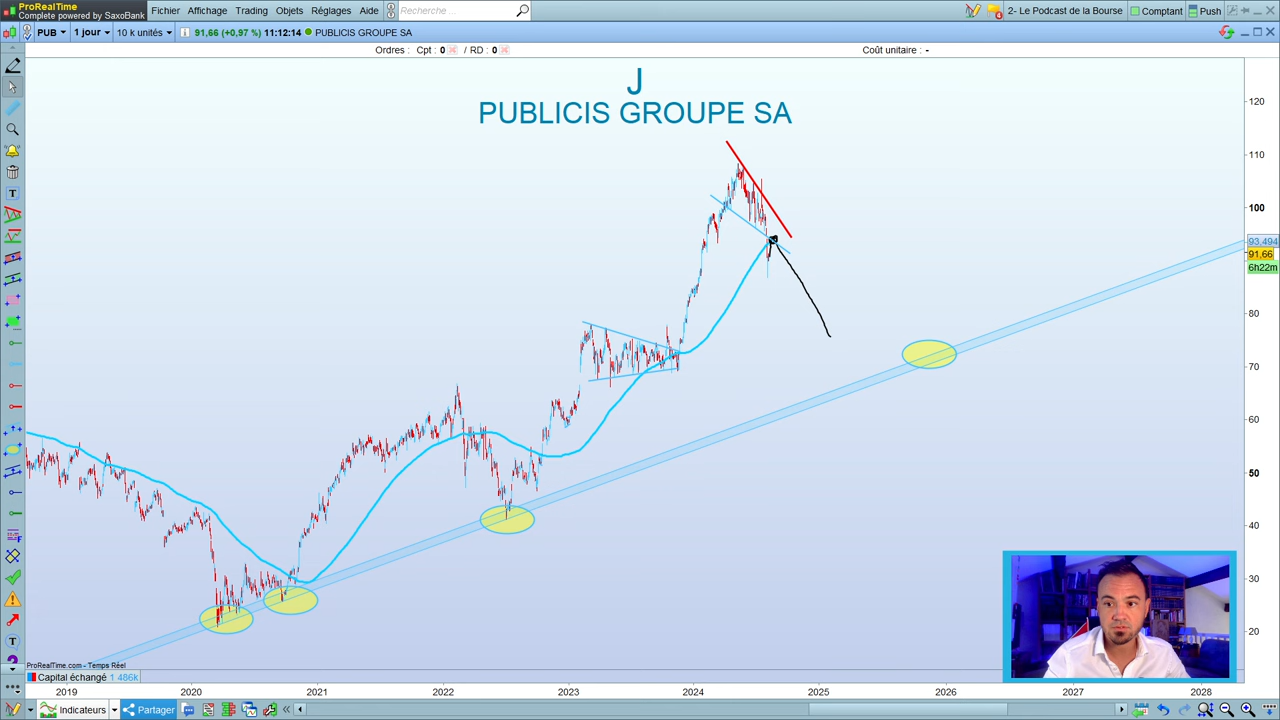 ProRealTime
Complete powered by SaxoBank
Fichier Affichage Trading Objets Réglages Aide Recherche ... 2- Le Podcast de la Bourse Comptant Push
PUB 1 jour 10 k unités i 91,66 (+0,97 %) 11:12:14 PUBLICIS GROUPE SA
Ordres : Cpt : 0 / RD : 0 Coût unitaire : -
J
PUBLICIS GROUPE SA
120
110
100
93,494
91,66
6h22m
80
70
60
50
40
30
20
ProRealTime.com - Temps Réel
Capital échangé 1 486k
2019 2020 2021 2022 2023 2024 2025 2026 2027 2028
Indicateurs Partager